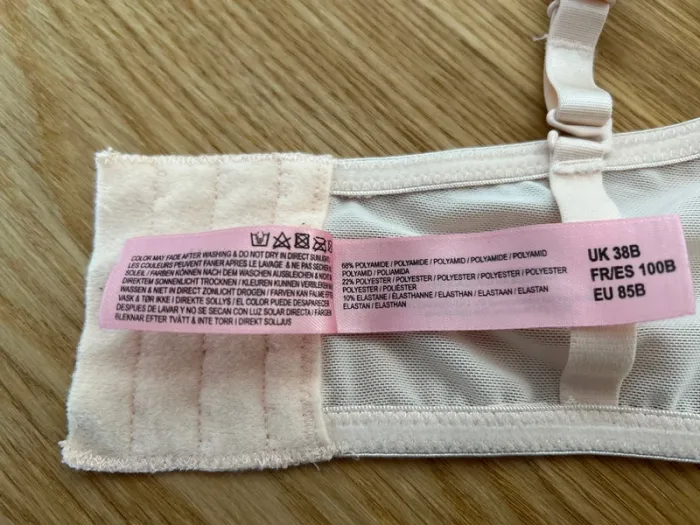 COLOR MAY FADE AFTER WASHING & DO NOT DRY IN DIRECT SUNLIGHT
LES COULEURS PEUVENT FANER APRES LE LAVAGE & NE PAS SECHER
SOLEIL / FARBEN KÖNNEN NACH DEM WASCHEN AUSBLEICHEN & NICHT
DIREKTEM SONNENLICHT TROCKNEN / KLEUREN KUNNEN VERBLEKEN
WASSEN & NIET IN DIRECT ZONLICHT DROGEN / FARVEN KAN FALME EFTER
VASK & TØR IKKE I DIREKTE SOLLYS / EL COLOR PUEDE DESAPARECER
DESPUES DE LAVAR Y NO SE CANSO CON LUZ SOLAR DIRECTA / FÄRGEN
BLEKNAR EFTER TVÄTT & INTE TORR I DIREKT SOLLJUS
68% POLYAMIDE / POLYAMIDE / POLYAMID / POLYAMIDE / POLYAMID
POLYAMID / POLIAMIDA
22% POLYESTER / POLYESTER / POLYESTER / POLYESTER / POLYESTER
POLYESTER / POLIÉSTER
10% ELASTANE / ÉLASTHANNE / ELASTHAN / ELASTAAN / ELASTAN
ELASTAN / ELASTHAN
UK 38B
FR/ES 100B
EU 85B